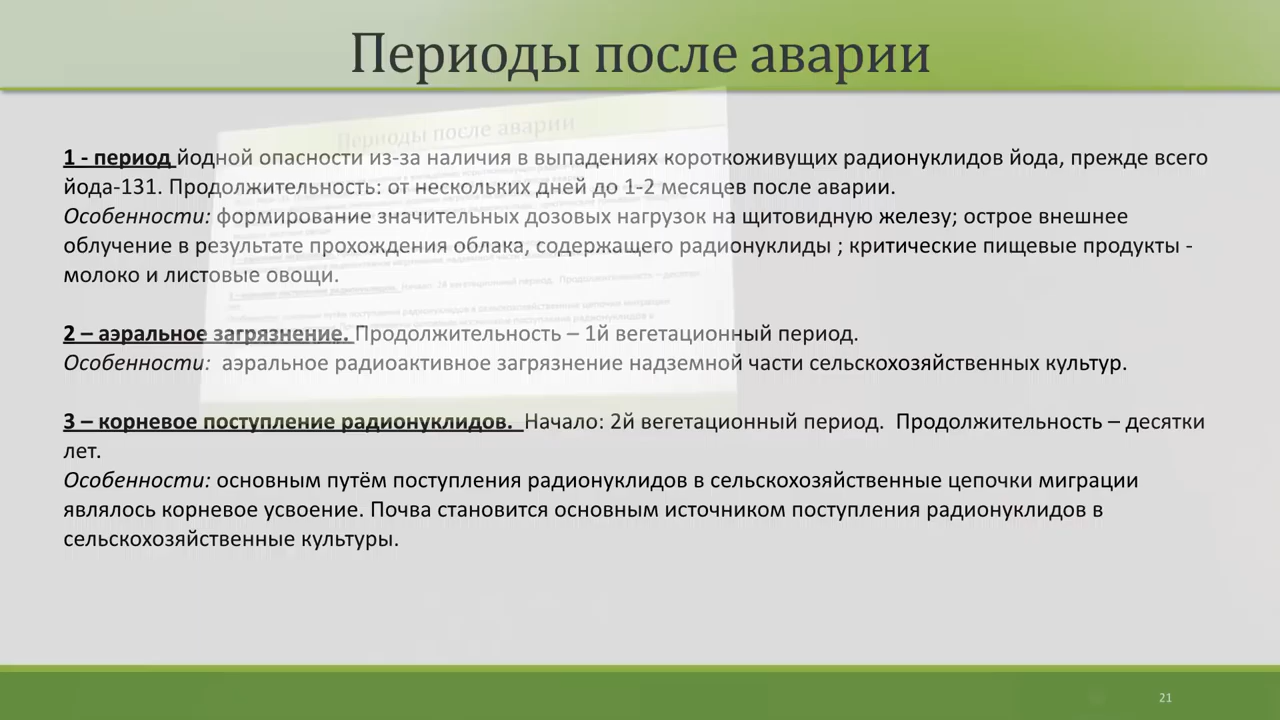 Периоды после аварии
1 - период йодной опасности из-за наличия в выпадениях короткоживущих радионуклидов йода, прежде всего
йода-131. Продолжительность: от нескольких дней до 1-2 месяцев после аварии.
Особенности: формирование значительных дозовых нагрузок на щитовидную железу; острое внешнее
облучение в результате прохождения облака, содержащего радионуклиды ; критические пищевые продукты -
молоко и листовые овощи.
2 – аэральное загрязнение. Продолжительность – 1й вегетационный период.
Особенности: аэральное радиоактивное загрязнение надземной части сельскохозяйственных культур.
3 – корневое поступление радионуклидов. Начало: 2й вегетационный период. Продолжительность – десятки
лет.
Особенности: основным путём поступления радионуклидов в сельскохозяйственные цепочки миграции
являлось корневое усвоение. Почва становится основным источником поступления радионуклидов в
сельскохозяйственные культуры.
Периоды после аварии
21